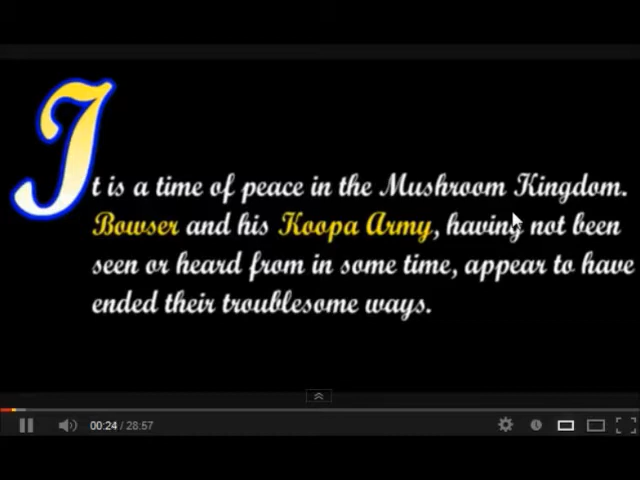 It is a time of peace in the Mushroom Kingdom.
Bowser and his Koopa Army, having not been
seen or heard from in some time, appear to have
ended their troublesome ways.
00:24 / 28:57